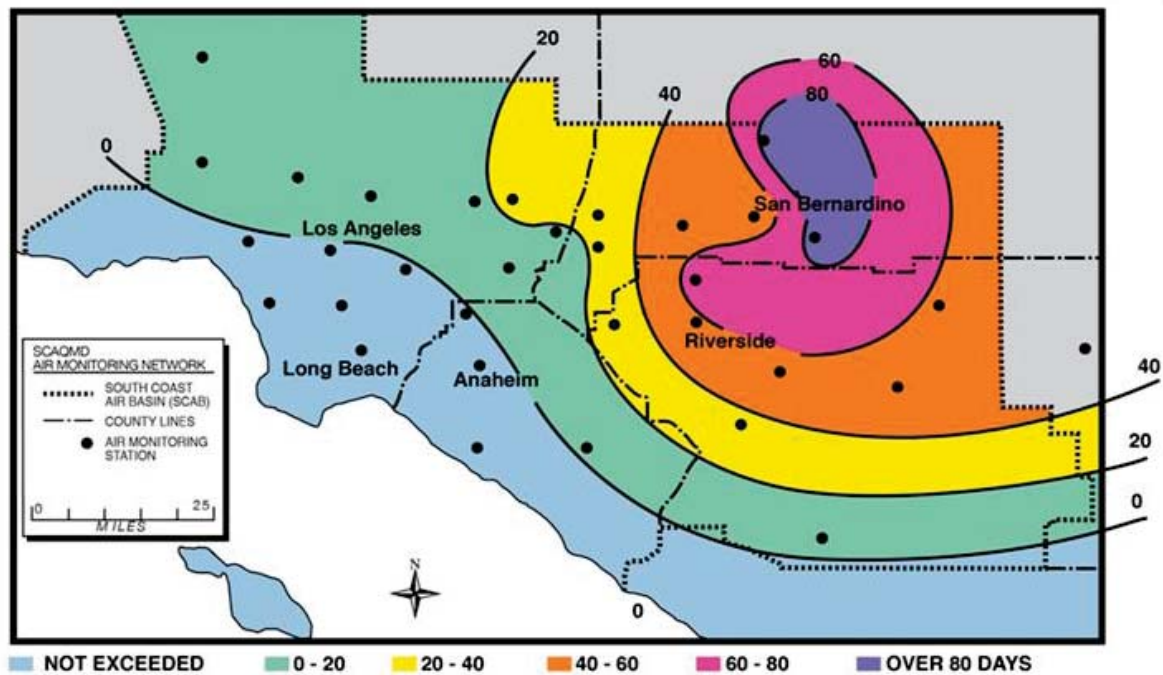 60
20
40
80
0
San Bernardino
Los Angeles
Riverside
SCAQMD
AIR MONITORING NETWORK
SOUTH COAST
AIR BASIN (SCAB)
COUNTY LINES
AIR MONITORING
STATION
0 25
MILES
Long Beach
Anaheim
40
20
0
N
0
NOT EXCEEDED 0 - 20 20 - 40 40 - 60 60 - 80 OVER 80 DAYS